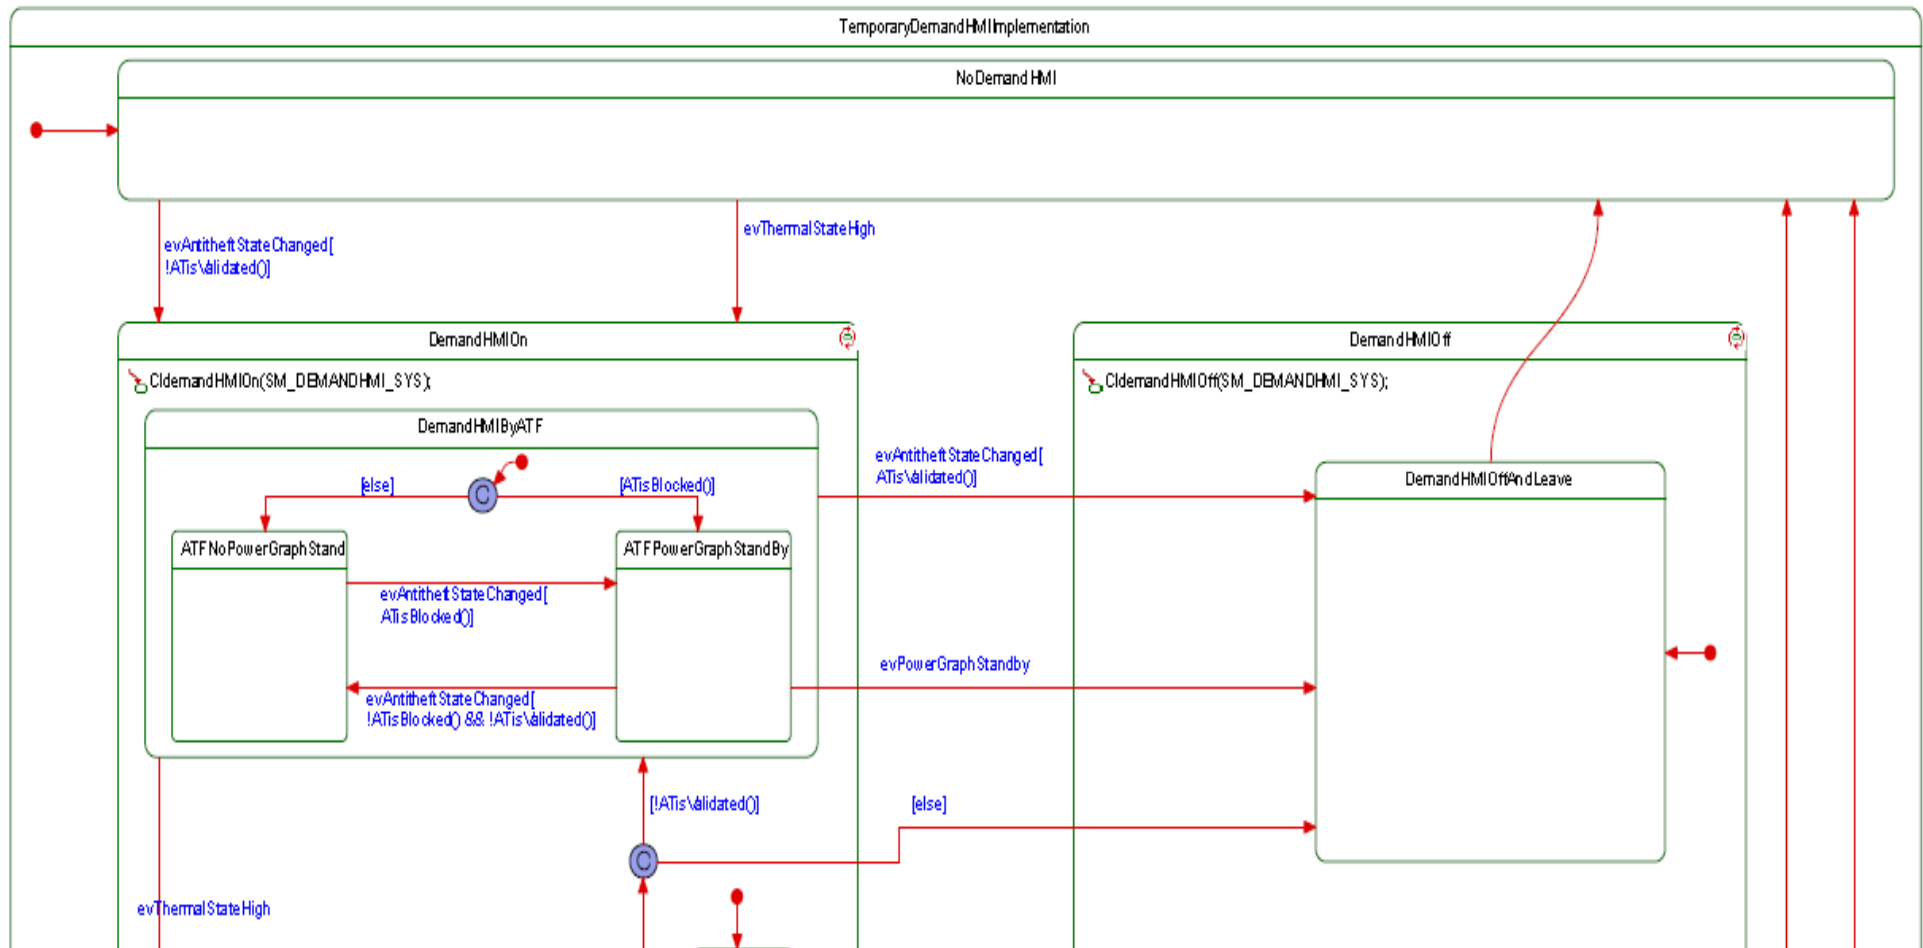 TemporaryDemandHMIImplementation
NoDemandHMI
evAntitheftStateChanged[
!ATisValidated()]
evThermalStateHigh
DemandHMIOn
DemandHMIOff
CIdemandHMIOn(SM_DEMANDHMI_SYS);
CIdemandHMIOff(SM_DEMANDHMI_SYS);
DemandHMIByATF
evAntitheftStateChanged[
ATisValidated()]
DemandHMIOffAndLeave
[else]
C
[ATisBlocked()]
ATFNoPowerGraphStand
ATFPowerGraphStandBy
evAntitheftStateChanged[
ATisBlocked()]
evPowerGraphStandby
evAntitheftStateChanged[
!ATisBlocked() && !ATisValidated()]
[!ATisValidated()]
[else]
C
evThermalStateHigh